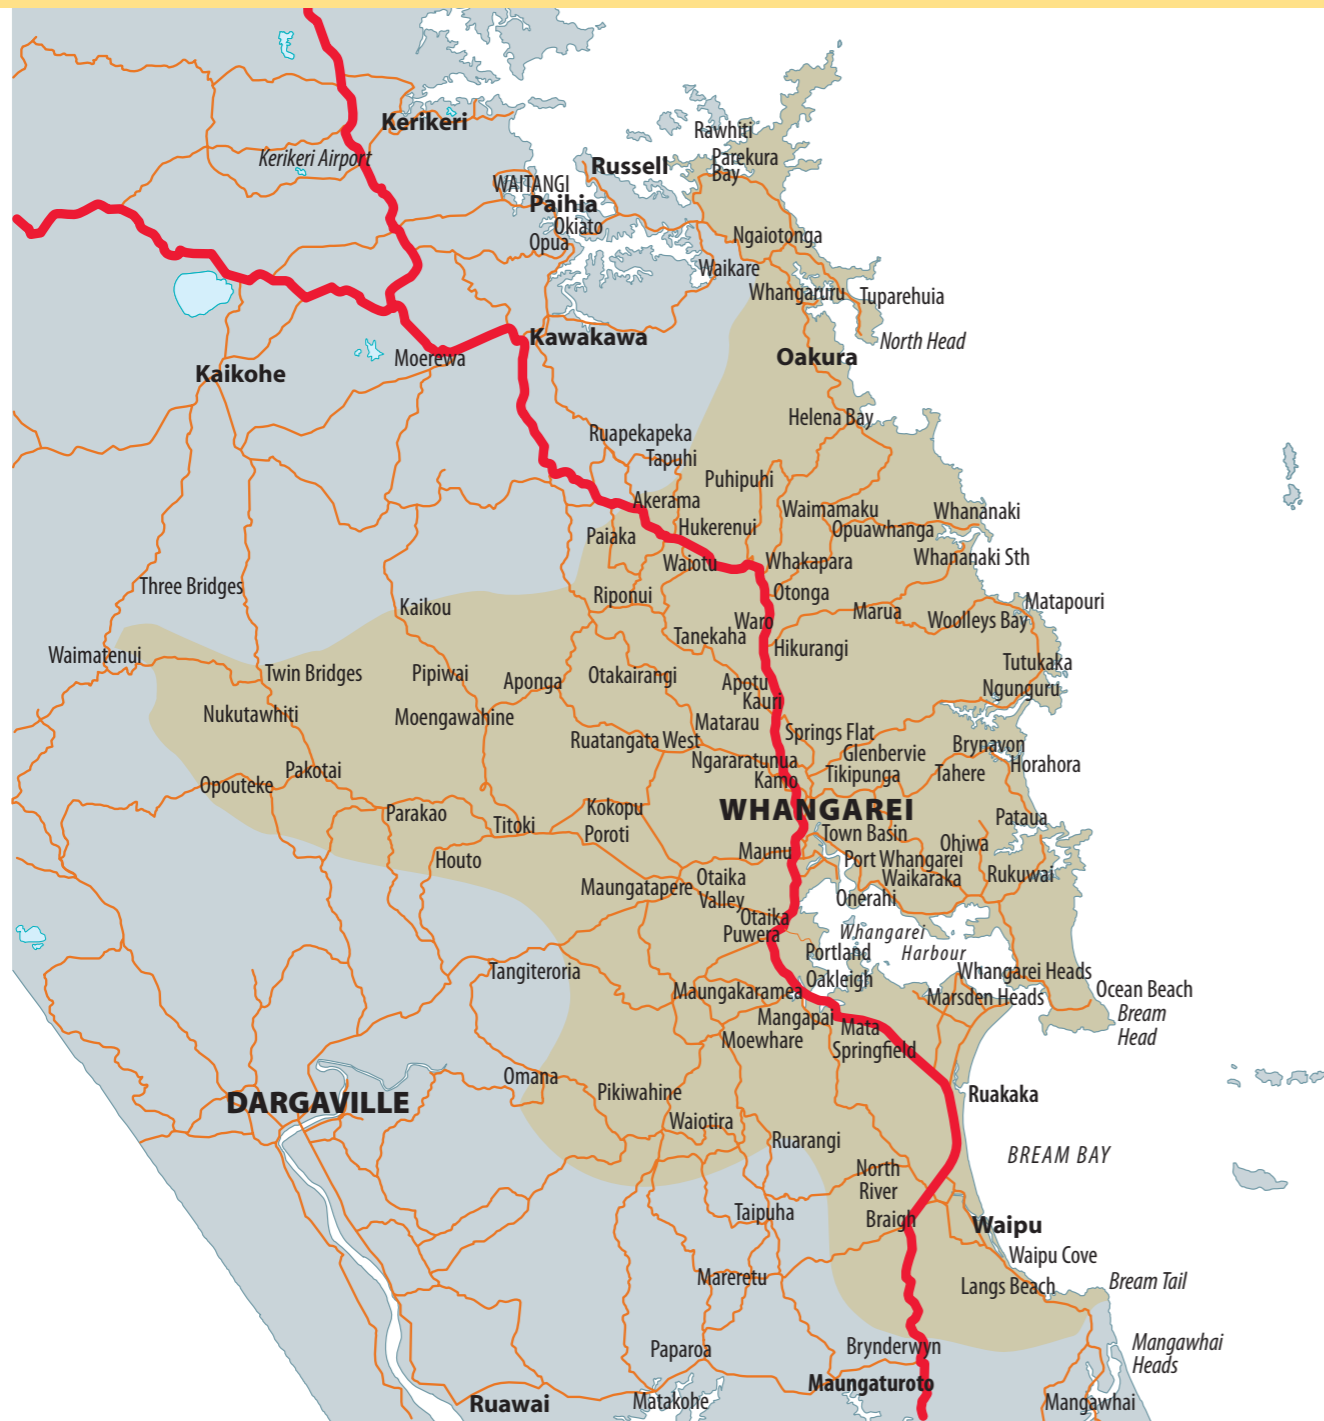 Kerikeri
Rawhiti
Kerikeri Airport
Parekura
Bay
Russell
WAITANGI
Paihia
Okiato
Opua
Ngaiotonga
Waikare
Whangaruru
Tuparehuia
North Head
Kawakawa
Moerewa
Oakura
Kaikohe
Helena Bay
Ruapekapeka
Tapuhi
Puhipuhi
Akerama
Waimamaku
Whananaki
Hukerenui
Opuawhanga
Paiaka
Waiotu
Whakapara
Whananaki Sth
Three Bridges
Riponui
Otonga
Kaikou
Marua
Matapouri
Waro
Woolleys Bay
Tanekaha
Hikurangi
Waimatenui
Tutukaka
Twin Bridges
Pipiwai
Aponga
Otakairangi
Apotu
Ngunguru
Kauri
Nukutawhiti
Moengawahine
Matarau
Springs Flat
Ruatangata West
Glenbervie
Brynavon
Ngararatunua
Horahora
Pakotai
Kamo
Tikipunga
Tahere
Opouteke
Parakao
Kokopu
WHANGAREI
Titoki
Poroti
Town Basin
Pataua
Maunu
Ohiwa
Houto
Port Whangarei
Otaika
Valley
Waikaraka
Rukuwai
Maungatapere
Onerahi
Otaika
Puwera
Whangarei
Harbour
Portland
Tangiteroria
Oakleigh
Whangarei Heads
Maungakaramea
Marsden Heads
Ocean Beach
Bream
Head
Mangapai
Mata
Moewhare
Springfield
Omana
Pikiwahine
Ruakaka
DARGAVILLE
Waiotira
Ruarangi
BREAM BAY
North
River
Taipuha
Braigh
Waipu
Waipu Cove
Mareretu
Langs Beach
Bream Tail
Paparoa
Brynderwyn
Mangawhai
Heads
Maungaturoto
Ruawai
Matakohe
Mangawhai